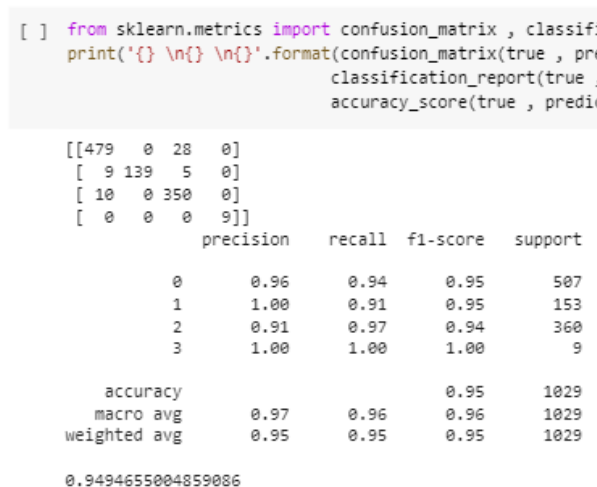 [ ] from sklearn.metrics import confusion_matrix , classifi
print('{} \n{} \n{}'.format(confusion_matrix(true , pre
classification_report(true ,
accuracy_score(true , predic
[[479 0 28 0]
[ 9 139 5 0]
[ 10 0 350 0]
[ 0 0 0 9]]
precision recall f1-score support
0 0.96 0.94 0.95 507
1 1.00 0.91 0.95 153
2 0.91 0.97 0.94 360
3 1.00 1.00 1.00 9
accuracy 0.95 1029
macro avg 0.97 0.96 0.96 1029
weighted avg 0.95 0.95 0.95 1029
0.9494655004859086